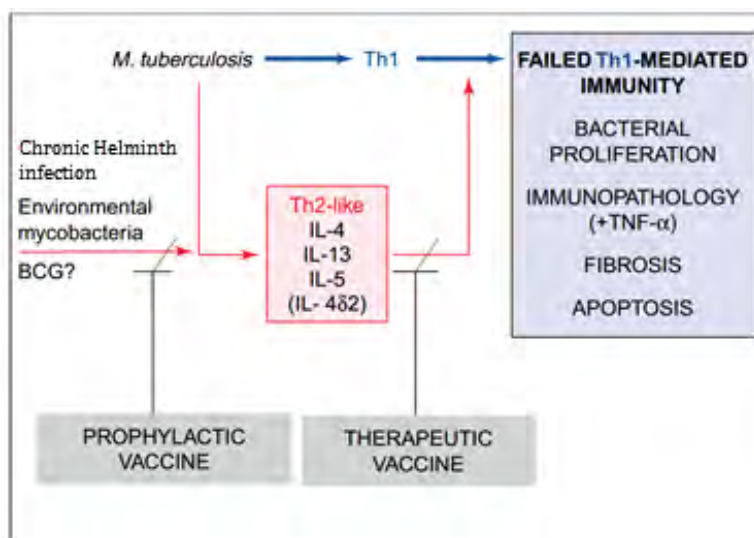 M. tuberculosis
Th1
FAILED Th1-MEDIATED
IMMUNITY
BACTERIAL
PROLIFERATION
IMMUNOPATHOLOGY
(+TNF-α)
FIBROSIS
APOPTOSIS
Chronic Helminth
infection
Environmental
mycobacteria
BCG?
Th2-like
IL-4
IL-13
IL-5
(IL- 4δ2)
PROPHYLACTIC
VACCINE
THERAPEUTIC
VACCINE